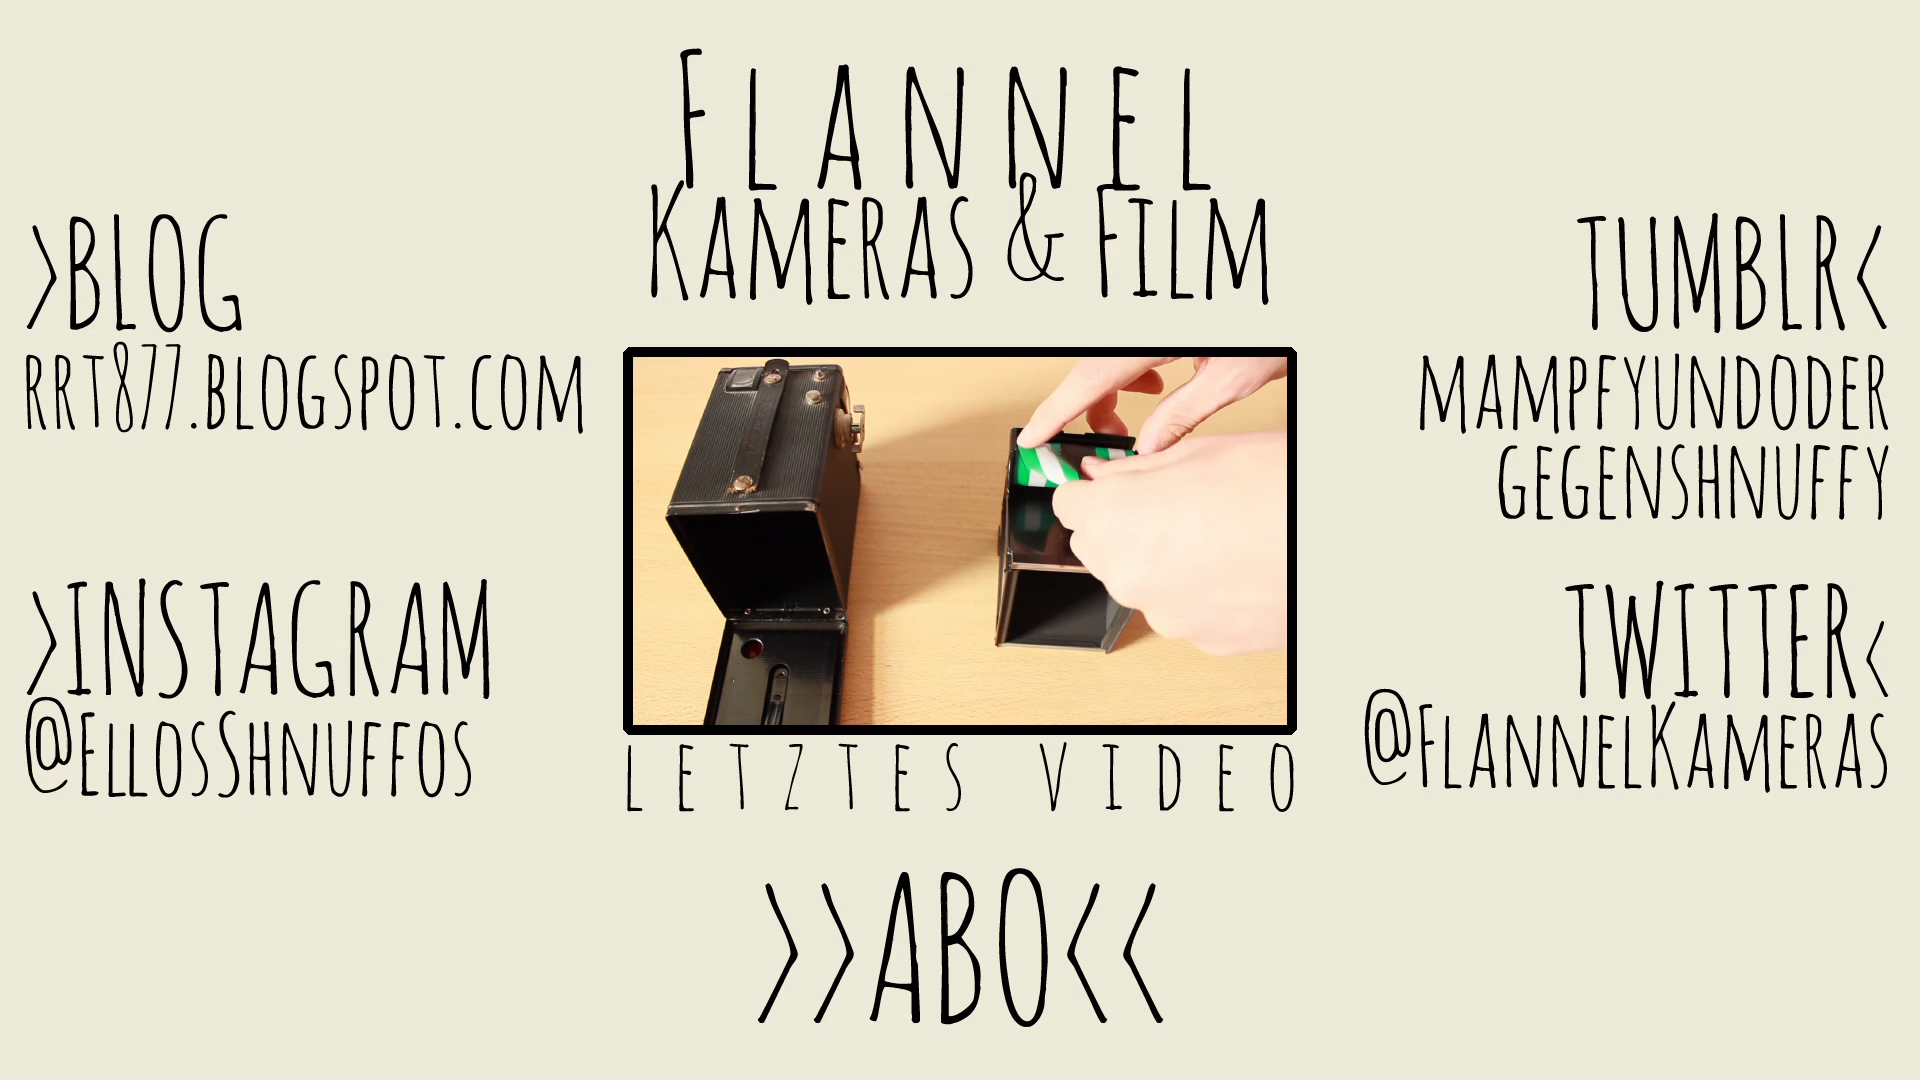 Flannel
Kameras & Film
>BLOG
rrt877.blogspot.com
>INSTAGRAM
@EllosShnuffos
TUMBLR<
mampfyundoder
gegenshnuffy
TWITTER<
@FlannelKameras
letztes video
>>ABO<<